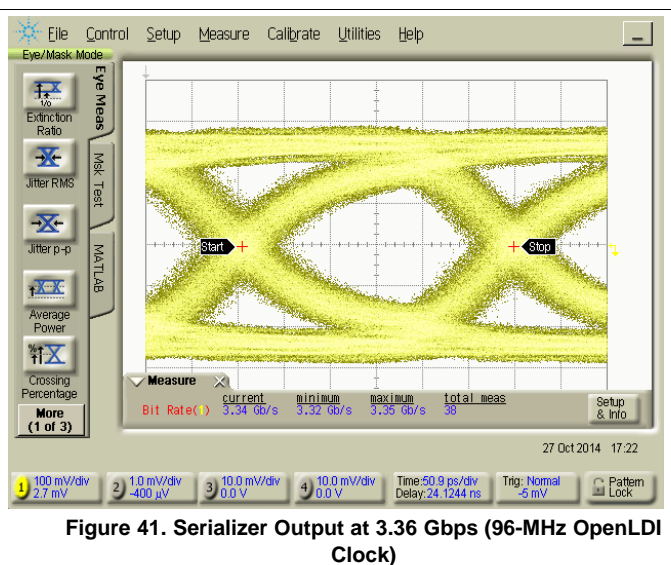 File Control Setup Measure Calibrate Utilities Help
Eye/Mask Mode
Extinction
Ratio
Jitter RMS
Jitter p-p
Average
Power
Crossing
Percentage
More
(1 of 3)
Eye Meas
Msk Test
MATLAB
Start
Stop
Measure
current minimum maximum total meas
Bit Rate(1) 3.34 Gb/s 3.32 Gb/s 3.35 Gb/s 38
Setup
& Info
27 Oct 2014 17:22
1 100 mV/div
2.7 mV
2 1.0 mV/div
-400 µV
3 10.0 mV/div
0.0 V
4 10.0 mV/div
0.0 V
Time:50.9 ps/div
Delay:24.1244 ns
Trig: Normal
-5 mV
Pattern
Lock
Figure 41. Serializer Output at 3.36 Gbps (96-MHz OpenLDI
Clock)